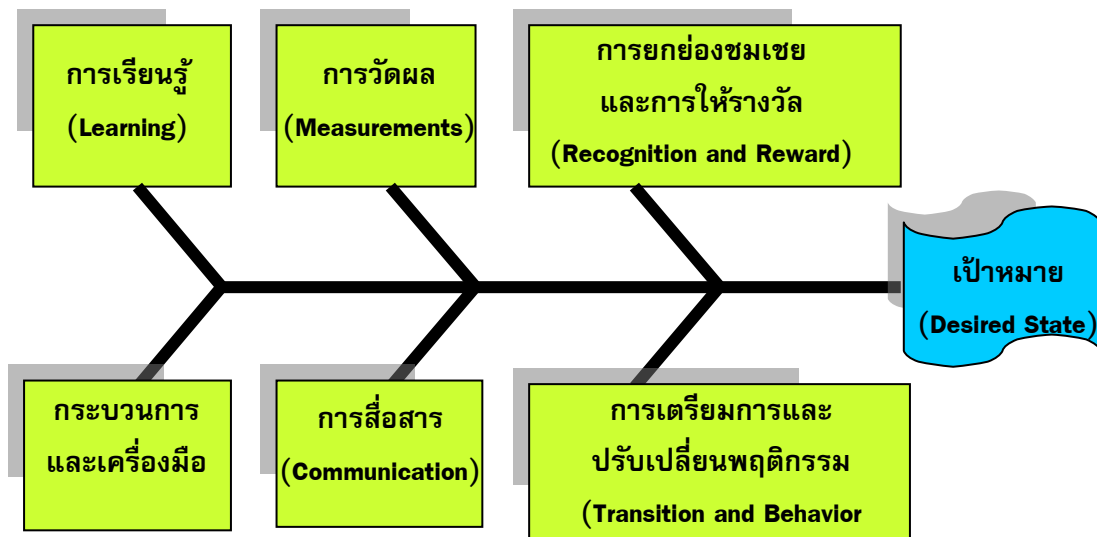 การเรียนรู้
(Learning)
การวัดผล
(Measurements)
การยกย่องชมเชย
และการให้รางวัล
(Recognition and Reward)
เป้าหมาย
(Desired State)
กระบวนการ
และเครื่องมือ
การสื่อสาร
(Communication)
การเตรียมการและ
ปรับเปลี่ยนพฤติกรรม
(Transition and Behavior